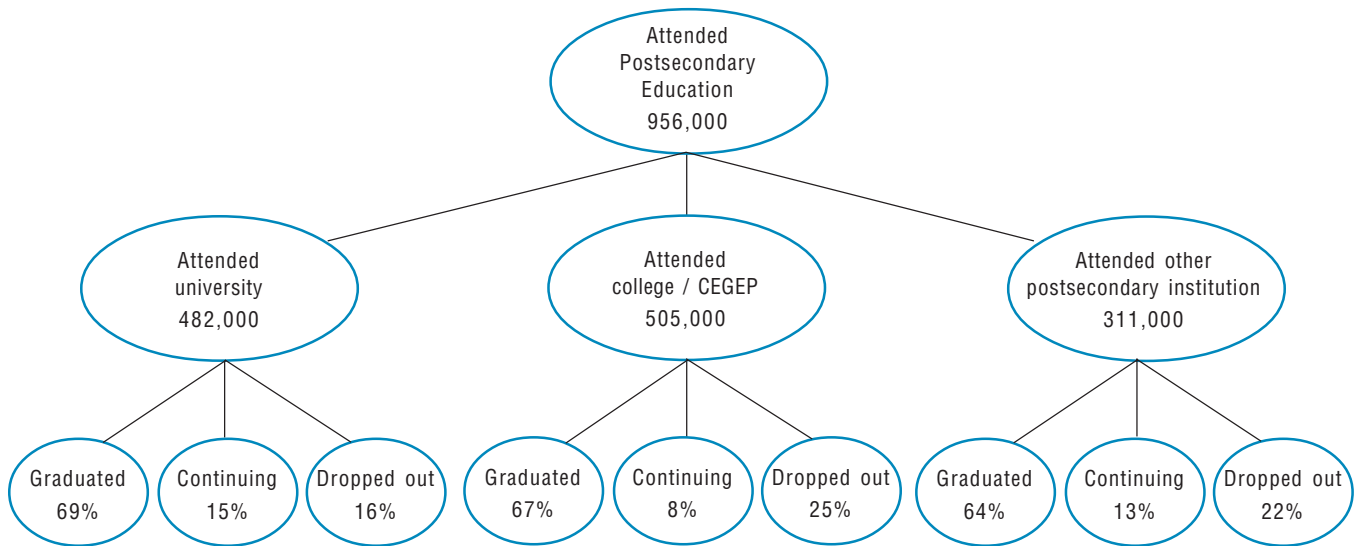 Attended
Postsecondary
Education
956,000
Attended
university
482,000
Attended
college / CEGEP
505,000
Attended other
postsecondary institution
311,000
Graduated
69%
Continuing
15%
Dropped out
16%
Graduated
67%
Continuing
8%
Dropped out
25%
Graduated
64%
Continuing
13%
Dropped out
22%